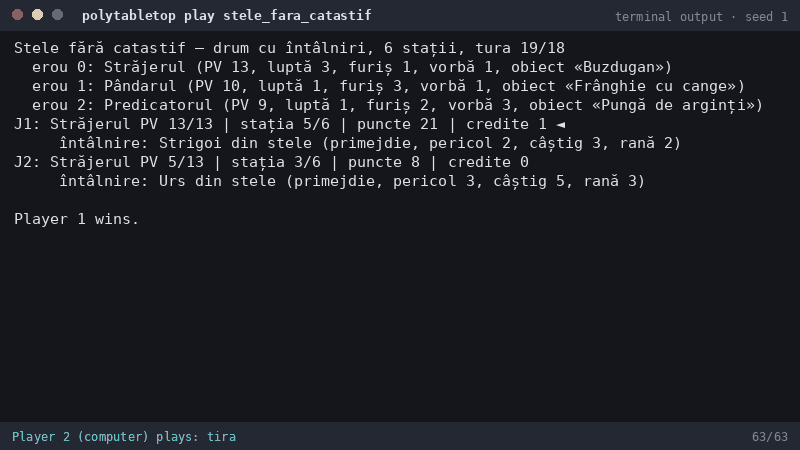 polytabletop play stele_fara_catastif
terminal output · seed 1
Stele fără catastif — drum cu întâlniri, 6 stații, tura 19/18
erou 0: Străjerul (PV 13, luptă 3, furiș 1, vorbă 1, obiect «Buzdugan»)
erou 1: Pândarul (PV 10, luptă 1, furiș 3, vorbă 1, obiect «Frânghie cu cange»)
erou 2: Predicatorul (PV 9, luptă 1, furiș 2, vorbă 3, obiect «Pungă de arginți»)
J1: Străjerul PV 13/13 | stația 5/6 | puncte 21 | credite 1 ◄
întâlnire: Strigoi din stele (primejdie, pericol 2, câștig 3, rană 2)
J2: Străjerul PV 5/13 | stația 3/6 | puncte 8 | credite 0
întâlnire: Urs din stele (primejdie, pericol 3, câștig 5, rană 3)
Player 1 wins.
Player 2 (computer) plays: tira
63/63